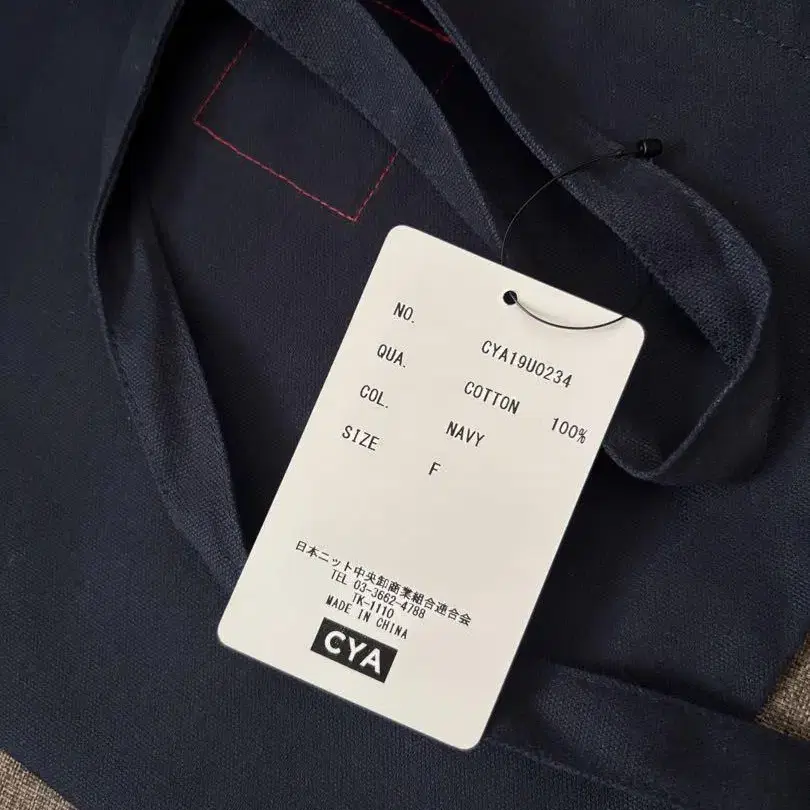 NO. CYA19U0234
QUA. COTTON 100%
COL. NAVY
SIZE F
日本ニット中央卸商業組合連合会
TEL 03-3662-4788
TK-1110
MADE IN CHINA
CYA